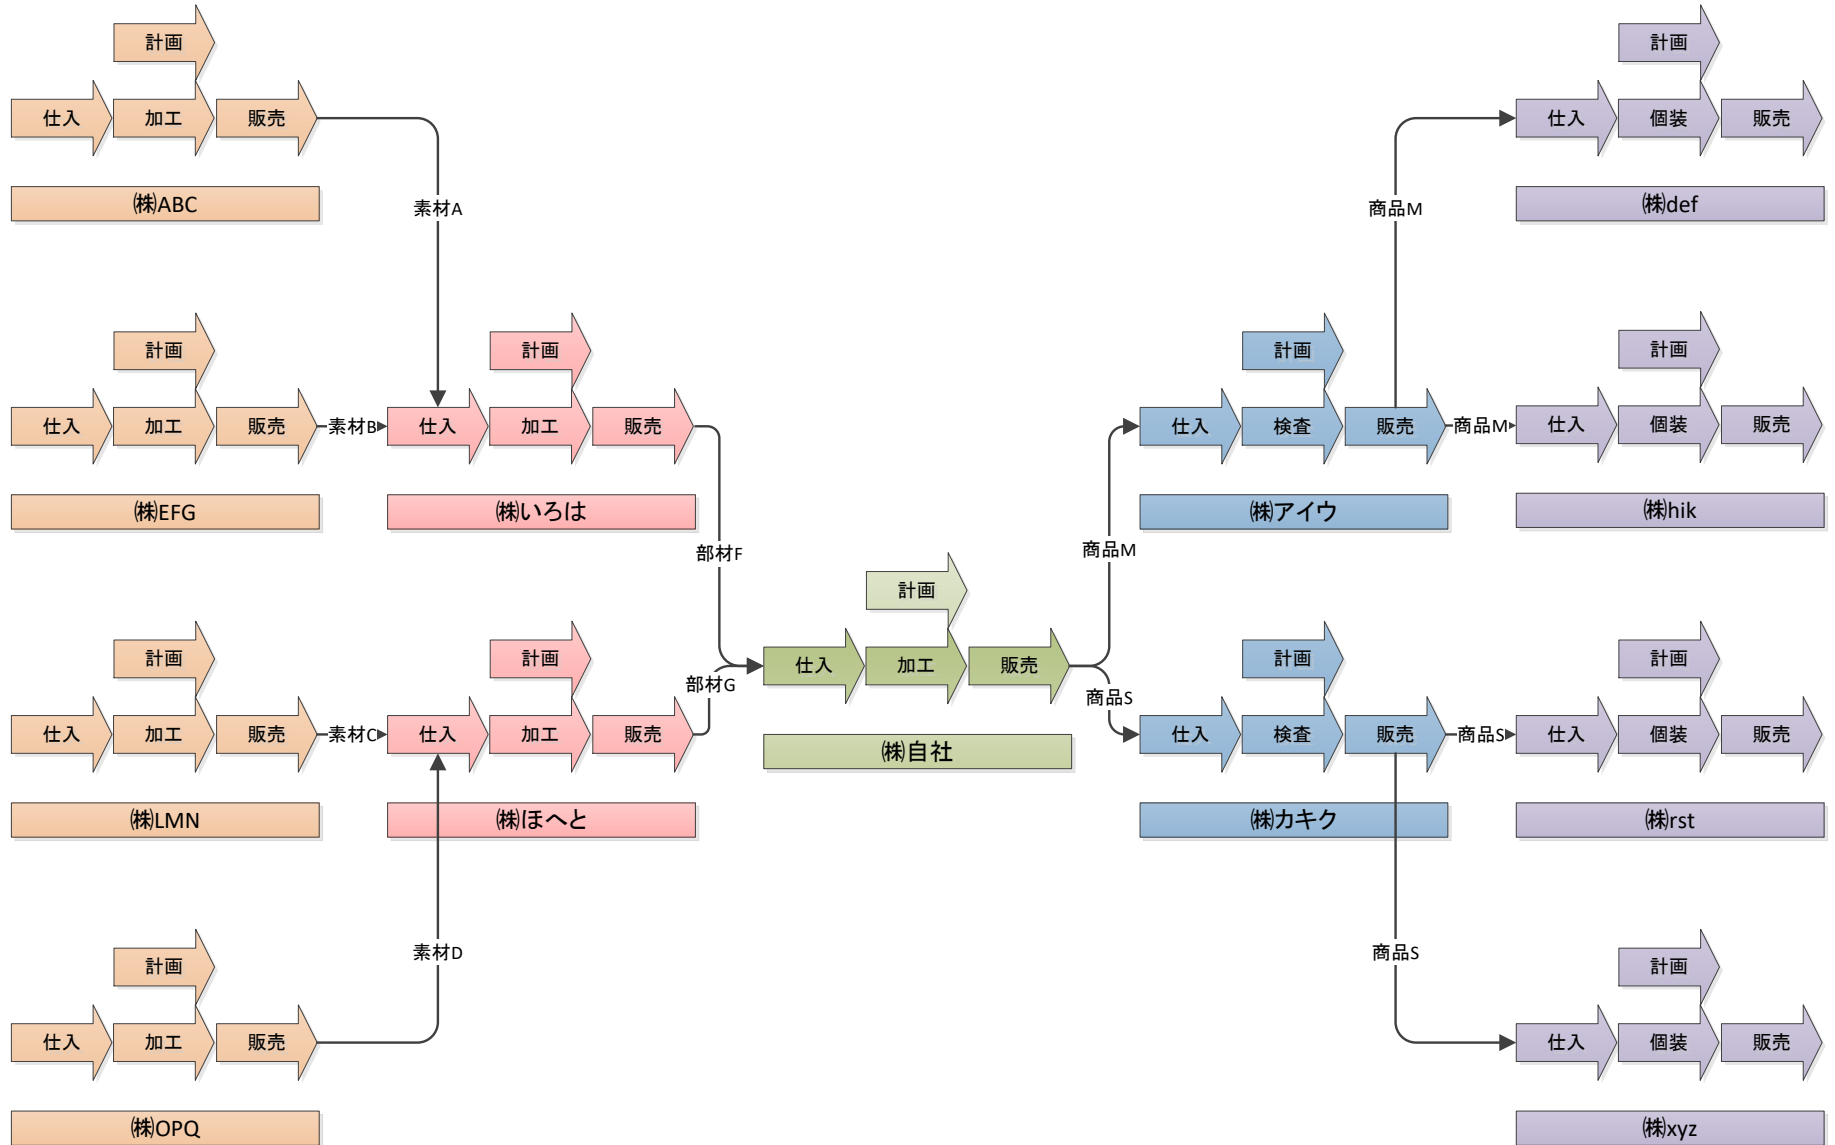 計画
仕入
加工
販売
㈱ABC
素材A
計画
仕入
加工
販売
㈱EFG
素材B
計画
仕入
加工
販売
㈱いろは
部材F
計画
仕入
加工
販売
㈱LMN
素材C
計画
仕入
加工
販売
㈱ほへと
部材G
計画
仕入
加工
販売
㈱OPQ
素材D
計画
仕入
加工
販売
㈱自社
商品M
商品S
計画
仕入
検査
販売
㈱アイウ
商品M
商品M
計画
仕入
検査
販売
㈱カキク
商品S
商品S
計画
仕入
個装
販売
㈱def
計画
仕入
個装
販売
㈱hik
計画
仕入
個装
販売
㈱rst
計画
仕入
個装
販売
㈱xyz